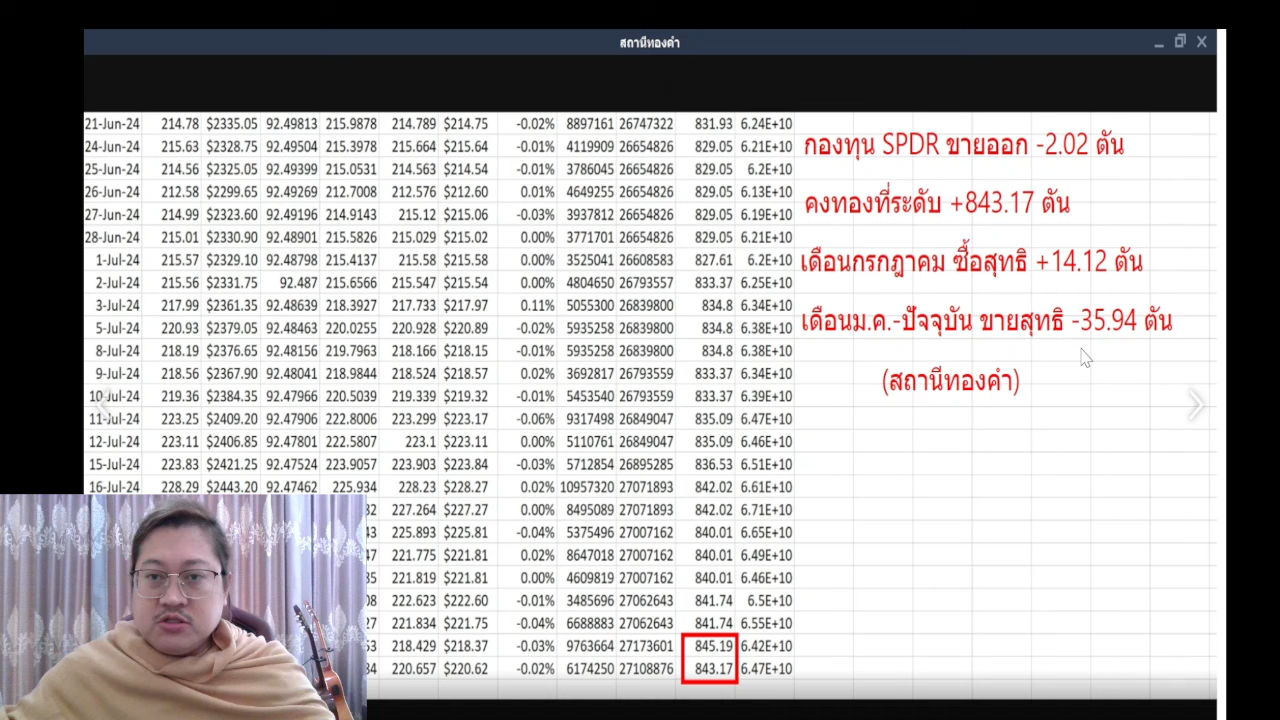 สถานีทองคำ
21-Jun-24 214.78 $2335.05 92.49813 215.9878 214.789 $214.75 -0.02% 8897161 26747322 831.93 6.24E+10
24-Jun-24 215.63 $2328.75 92.49504 215.3978 215.664 $215.64 -0.01% 4119909 26654826 829.05 6.21E+10
25-Jun-24 214.56 $2325.05 92.49399 215.0531 214.563 $214.54 -0.01% 3786045 26654826 829.05 6.2E+10
26-Jun-24 212.58 $2299.65 92.49269 212.7008 212.576 $212.60 0.01% 4649255 26654826 829.05 6.13E+10
27-Jun-24 214.99 $2323.60 92.49196 214.9143 215.12 $215.06 -0.03% 3937812 26654826 829.05 6.19E+10
28-Jun-24 215.01 $2330.90 92.48901 215.5826 215.029 $215.02 0.00% 3771701 26654826 829.05 6.21E+10
1-Jul-24 215.57 $2329.10 92.48798 215.4137 215.58 $215.58 0.00% 3525041 26608583 827.61 6.2E+10
2-Jul-24 215.56 $2331.75 92.487 215.6566 215.547 $215.54 0.00% 4804650 26793557 833.37 6.25E+10
3-Jul-24 217.99 $2361.35 92.48639 218.3927 217.733 $217.97 0.11% 5055300 26839800 834.8 6.34E+10
5-Jul-24 220.93 $2379.05 92.48463 220.0255 220.928 $220.89 -0.02% 5935258 26839800 834.8 6.38E+10
8-Jul-24 218.19 $2376.65 92.48156 219.7963 218.166 $218.15 -0.01% 5935258 26839800 834.8 6.38E+10
9-Jul-24 218.56 $2367.90 92.48041 218.9844 218.524 $218.57 0.02% 3692817 26793559 833.37 6.34E+10
10-Jul-24 219.36 $2384.35 92.47966 220.5039 219.339 $219.32 -0.01% 5453540 26793559 833.37 6.39E+10
11-Jul-24 223.25 $2409.20 92.47906 222.8006 223.299 $223.17 -0.06% 9317498 26849047 835.09 6.47E+10
12-Jul-24 223.11 $2406.85 92.47801 222.5807 223.1 $223.11 0.00% 5110761 26849047 835.09 6.46E+10
15-Jul-24 223.83 $2421.25 92.47524 223.9057 223.903 $223.84 -0.03% 5712854 26895285 836.53 6.51E+10
16-Jul-24 228.29 $2443.20 92.47462 225.934 228.23 $228.27 0.02% 10957320 27071893 842.02 6.61E+10
32 227.264 $227.27 0.00% 8495089 27071893 842.02 6.71E+10
43 225.893 $225.81 -0.04% 5375496 27007162 840.01 6.65E+10
47 221.775 $221.81 0.02% 8647018 27007162 840.01 6.49E+10
35 221.819 $221.81 0.00% 4609819 27007162 840.01 6.46E+10
08 222.623 $222.60 -0.01% 3485696 27062643 841.74 6.5E+10
27 221.834 $221.75 -0.04% 6688883 27062643 841.74 6.55E+10
53 218.429 $218.37 -0.03% 9763664 27173601 845.19 6.42E+10
34 220.657 $220.62 -0.02% 6174250 27108876 843.17 6.47E+10
กองทุน SPDR ขายออก -2.02 ตัน
คงทองที่ระดับ +843.17 ตัน
เดือนกรกฎาคม ซื้อสุทธิ +14.12 ตัน
เดือนม.ค.-ปัจจุบัน ขายสุทธิ -35.94 ตัน
(สถานีทองคำ)